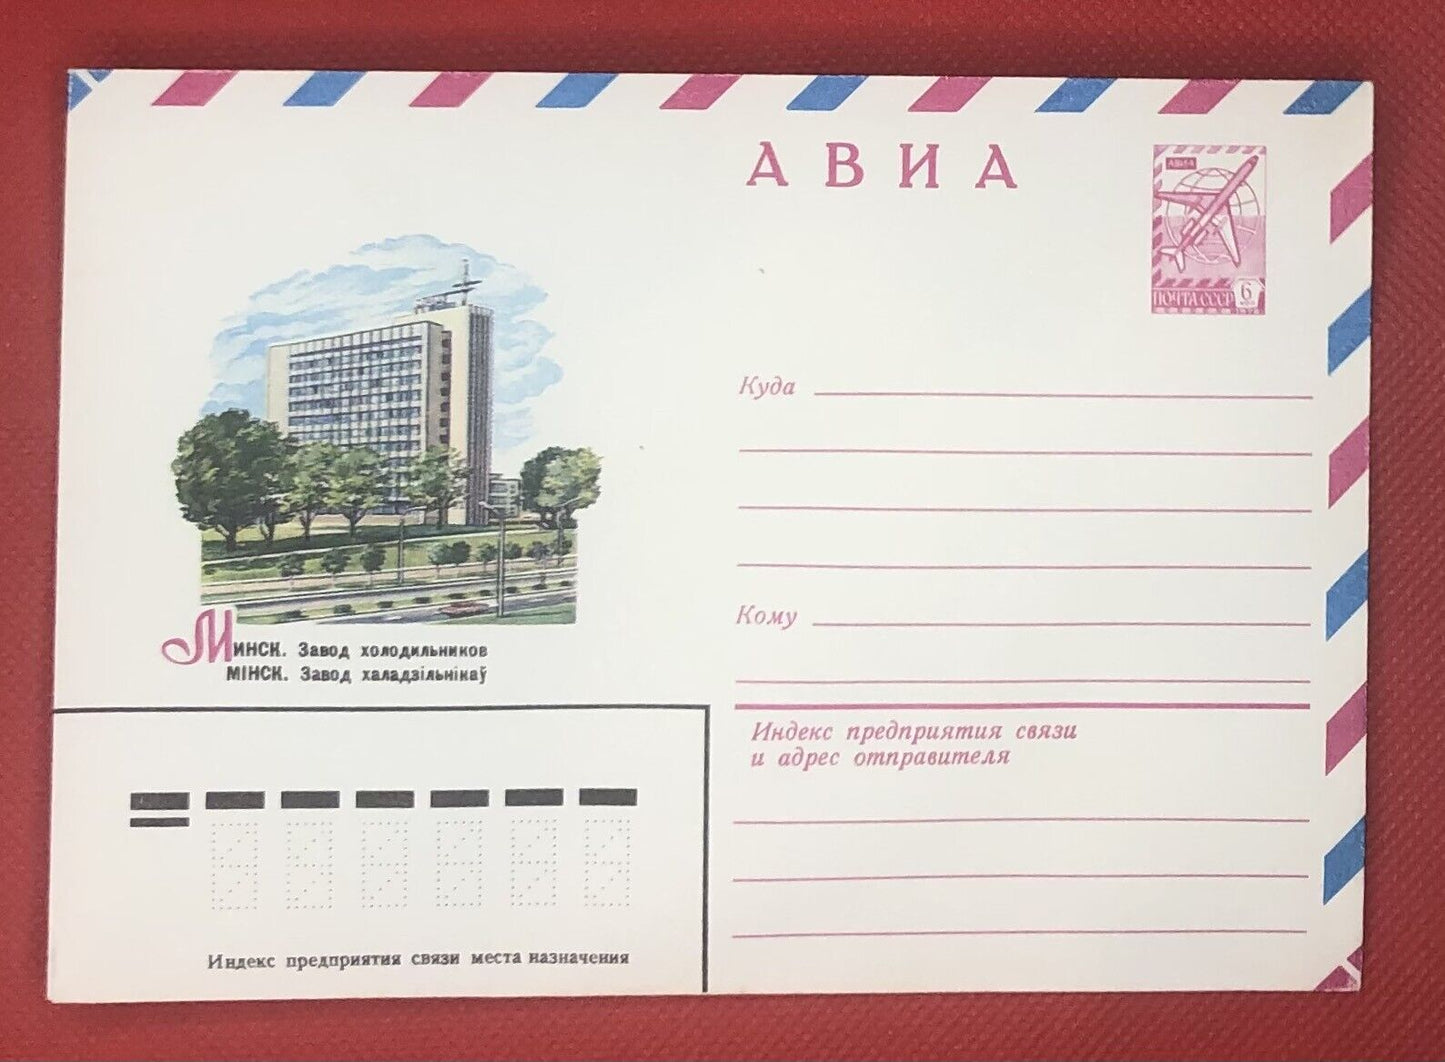 АВИА
АВИА
ПОЧТА СССР 6
Куда
Кому
МИНСК. Завод холодильников
МІНСК. Завод халадзільнікаў
Индекс предприятия связи
и адрес отправителя
Индекс предприятия связи места назначения